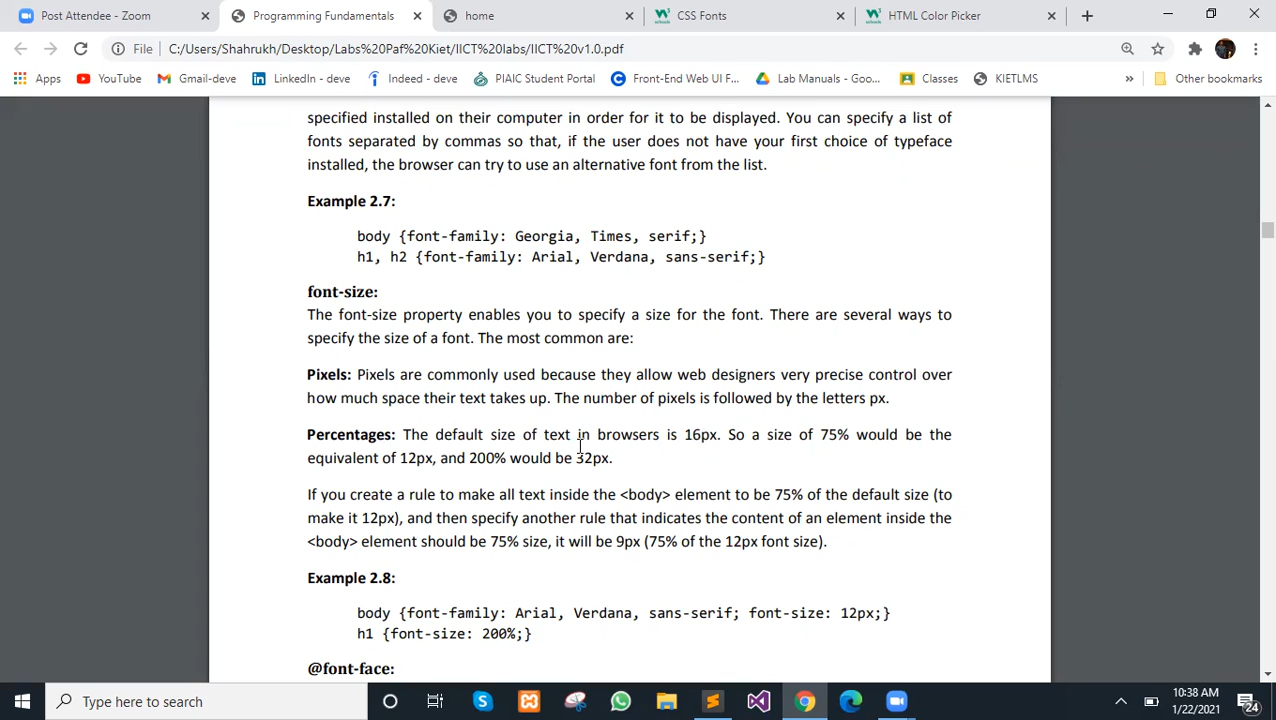 Post Attendee - Zoom
Programming Fundamentals
home
CSS Fonts
HTML Color Picker
File
C:/Users/Shahrukh/Desktop/Labs%20Paf%20Kiet/IICT%20labs/IICT%20v1.0.pdf
Apps
YouTube
Gmail-deve
LinkedIn - deve
Indeed - deve
PIAIC Student Portal
Front-End Web UI F...
Lab Manuals - Goo...
Classes
KIETLMS
»
Other bookmarks
specified installed on their computer in order for it to be displayed. You can specify a list of
fonts separated by commas so that, if the user does not have your first choice of typeface
installed, the browser can try to use an alternative font from the list.
Example 2.7:
body {font-family: Georgia, Times, serif;}
h1, h2 {font-family: Arial, Verdana, sans-serif;}
font-size:
The font-size property enables you to specify a size for the font. There are several ways to
specify the size of a font. The most common are:
Pixels: Pixels are commonly used because they allow web designers very precise control over
how much space their text takes up. The number of pixels is followed by the letters px.
Percentages: The default size of text in browsers is 16px. So a size of 75% would be the
equivalent of 12px, and 200% would be 32px.
If you create a rule to make all text inside the <body> element to be 75% of the default size (to
make it 12px), and then specify another rule that indicates the content of an element inside the
<body> element should be 75% size, it will be 9px (75% of the 12px font size).
Example 2.8:
body {font-family: Arial, Verdana, sans-serif; font-size: 12px;}
h1 {font-size: 200%;}
@font-face:
Type here to search
10:38 AM
1/22/2021
24